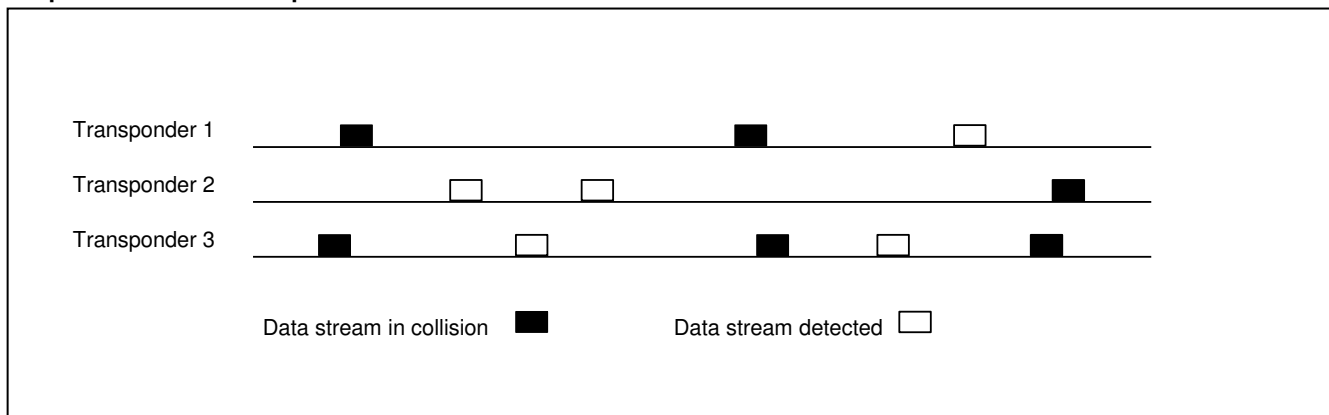 Transponder 1
Transponder 2
Transponder 3
Data stream in collision
Data stream detected